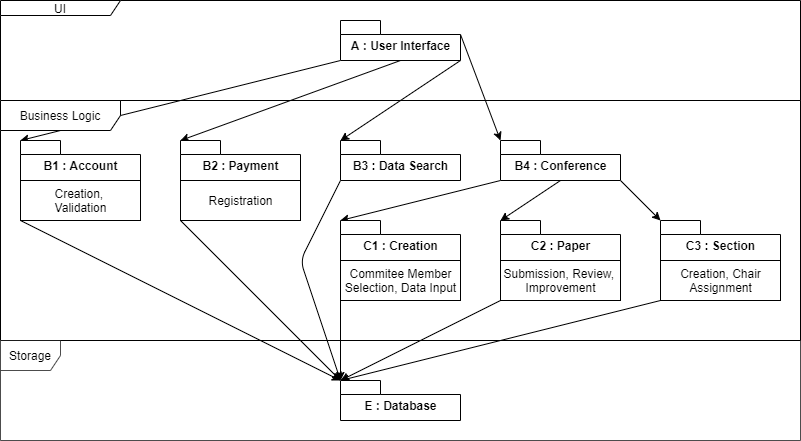 UI
A : User Interface
Business Logic
B1 : Account
Creation,
Validation
B2 : Payment
Registration
B3 : Data Search
B4 : Conference
C1 : Creation
Commitee Member
Selection, Data Input
C2 : Paper
Submission, Review,
Improvement
C3 : Section
Creation, Chair
Assignment
Storage
E : Database